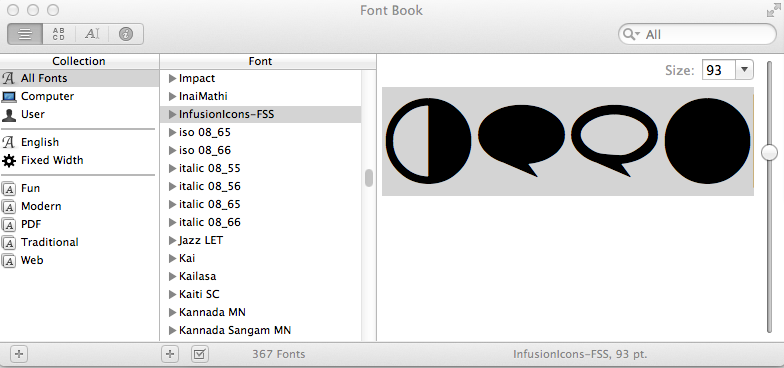 Font Book
AB
CD
A
i
All
Collection
Font
Size: 93
All Fonts
Computer
User
English
Fixed Width
Fun
Modern
PDF
Traditional
Web
Impact
InaiMathi
InfusionIcons-FSS
iso 08_65
iso 08_66
italic 08_55
italic 08_56
italic 08_65
italic 08_66
Jazz LET
Kai
Kailasa
Kaiti SC
Kannada MN
Kannada Sangam MN
367 Fonts
InfusionIcons-FSS, 93 pt.